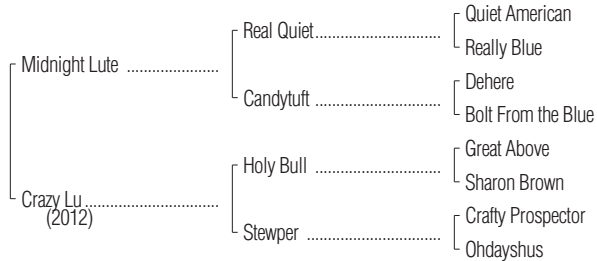 Quiet American
Real Quiet
Really Blue
Midnight Lute
Dehere
Candytuft
Bolt From the Blue
Great Above
Holy Bull
Sharon Brown
Crazy Lu
(2012)
Crafty Prospector
Stewper
Ohdayshus